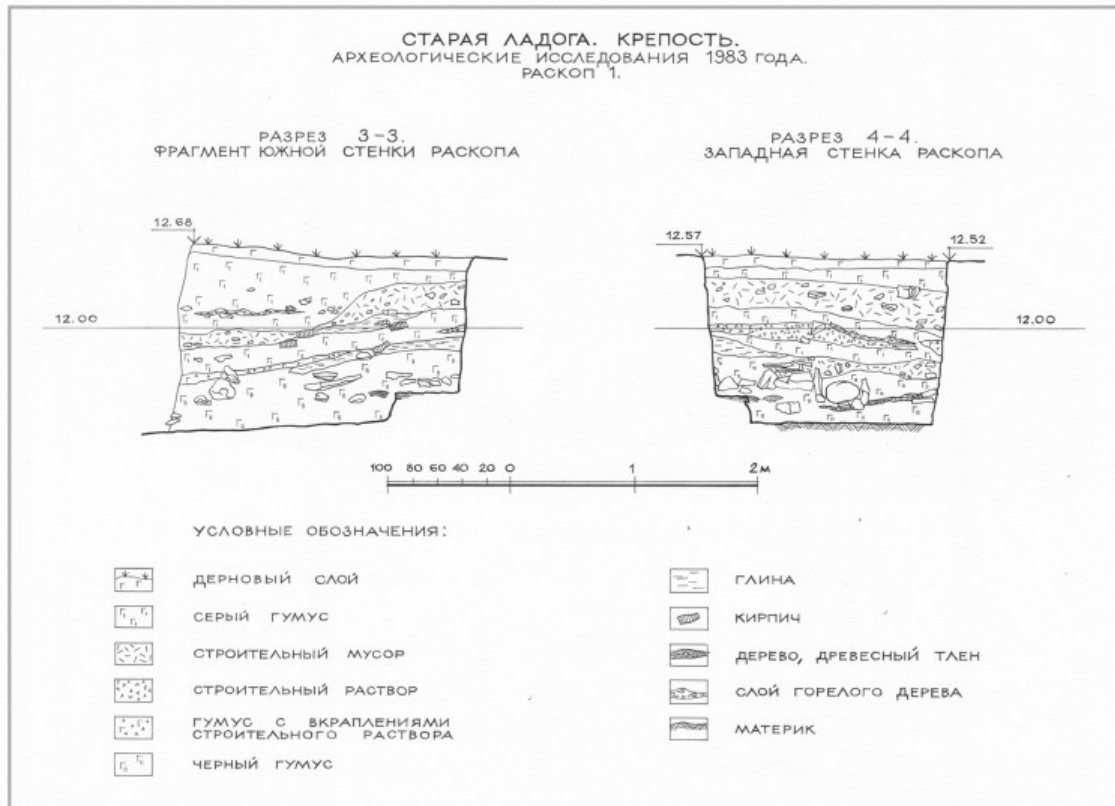 СТАРАЯ ЛАДОГА. КРЕПОСТЬ.
АРХЕОЛОГИЧЕСКИЕ ИССЛЕДОВАНИЯ 1983 ГОДА.
РАСКОП 1.
РАЗРЕЗ 3-3.
ФРАГМЕНТ ЮЖНОЙ СТЕНКИ РАСКОПА
РАЗРЕЗ 4-4.
ЗАПАДНАЯ СТЕНКА РАСКОПА
12.68
12.57
12.52
12.00
12.00
100 80 60 40 20 0 1 2 М
УСЛОВНЫЕ ОБОЗНАЧЕНИЯ:
ДЕРНОВЫЙ СЛОЙ
СЕРЫЙ ГУМУС
СТРОИТЕЛЬНЫЙ МУСОР
СТРОИТЕЛЬНЫЙ РАСТВОР
ГУМУС С ВКРАПЛЕНИЯМИ
СТРОИТЕЛЬНОГО РАСТВОРА
ЧЕРНЫЙ ГУМУС
ГЛИНА
КИРПИЧ
ДЕРЕВО, ДРЕВЕСНЫЙ ТЛЕН
СЛОЙ ГОРЕЛОГО ДЕРЕВА
МАТЕРИК